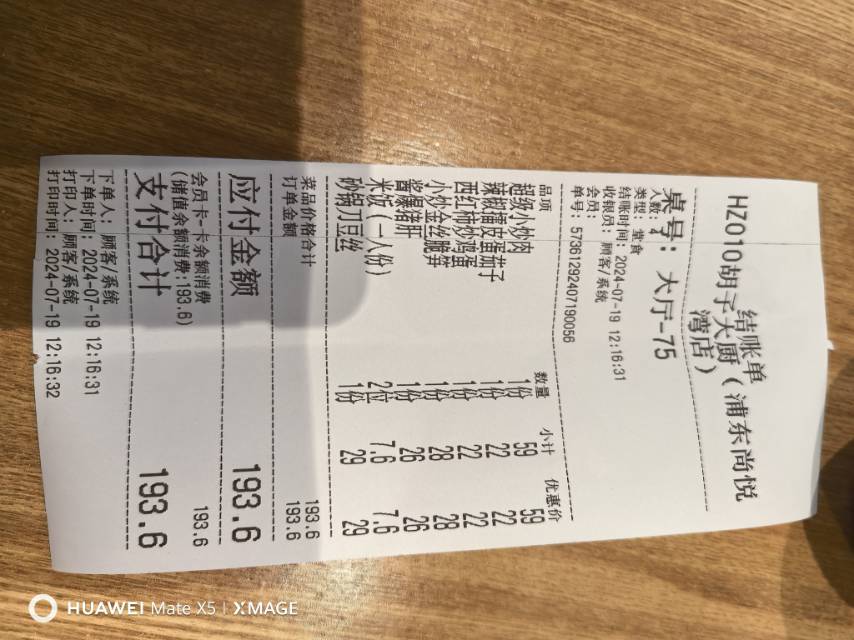 结账单
HZ010胡子大厨(浦东尚悦
湾店)
桌号:大厅-75
人数:4
类型:堂食
结账时间:2024-07-19 12:16:31
收银员:顾客/系统
会员:
单号:57361292407190056
品项 数量 小计 优惠价
超级小炒肉 1份 59 59
辣椒擂皮蛋茄子 1份 22 22
西红柿炒鸡蛋 1份 22 22
小炒金丝脆笋 1份 28 28
酱爆猪肝 1份 26 26
米饭(一人份) 2位 7.6 7.6
砂锅刀豆丝 1份 29 29
菜品价格合计 193.6
订单金额 193.6
应付金额 193.6
会员卡-卡余额消费 193.6
(储值余额消费:193.6)
支付合计 193.6
下单人:顾客/系统
下单时间:2024-07-19 12:16:31
打印人:顾客/系统
打印时间:2024-07-19 12:16:32
HUAWEI Mate X5 | XMAGE